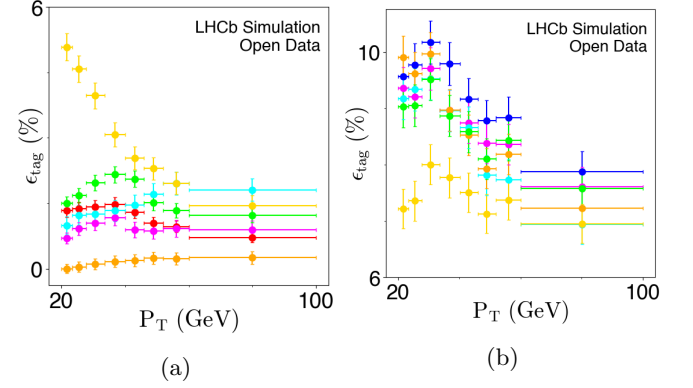 6
LHCb Simulation
Open Data
ϵ_tag (%)
0
20
100
P_T (GeV)
(a)
10
LHCb Simulation
Open Data
ϵ_tag (%)
6
20
100
P_T (GeV)
(b)